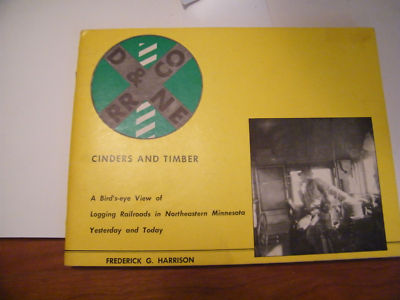 D & CO
RR NE
CINDERS AND TIMBER
A Bird's-eye View of
Logging Railroads in Northeastern Minnesota
Yesterday and Today
FREDERICK G. HARRISON